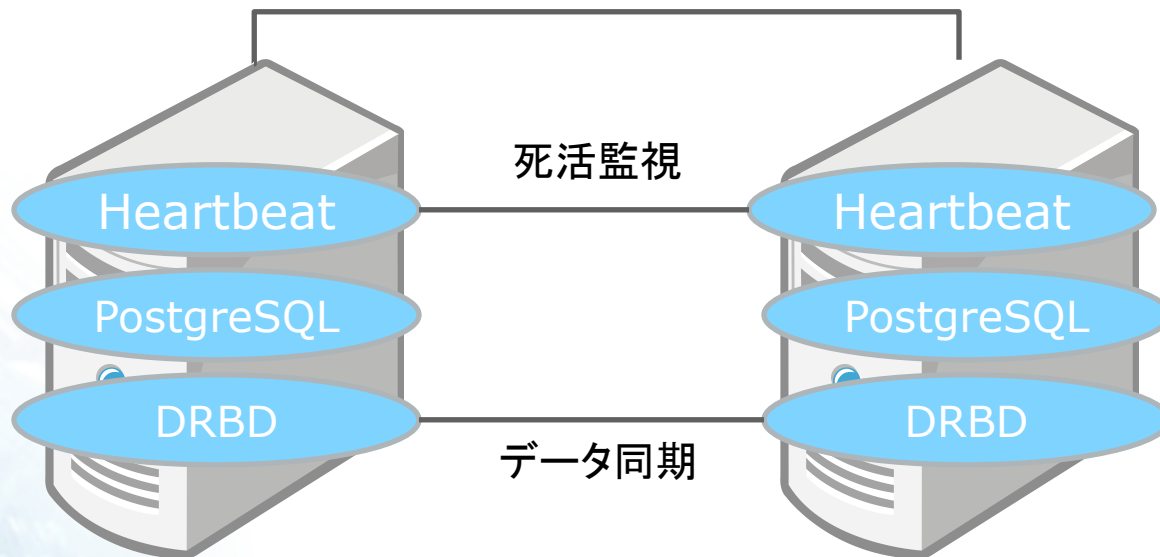 死活監視
Heartbeat
Heartbeat
PostgreSQL
PostgreSQL
DRBD
DRBD
データ同期